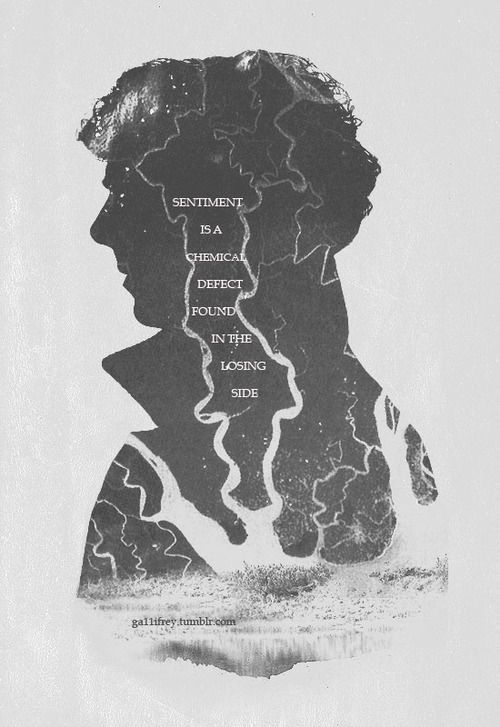 SENTIMENT
IS A
CHEMICAL
DEFECT
FOUND
IN THE
LOSING
SIDE
ga11ifrey.tumblr.com